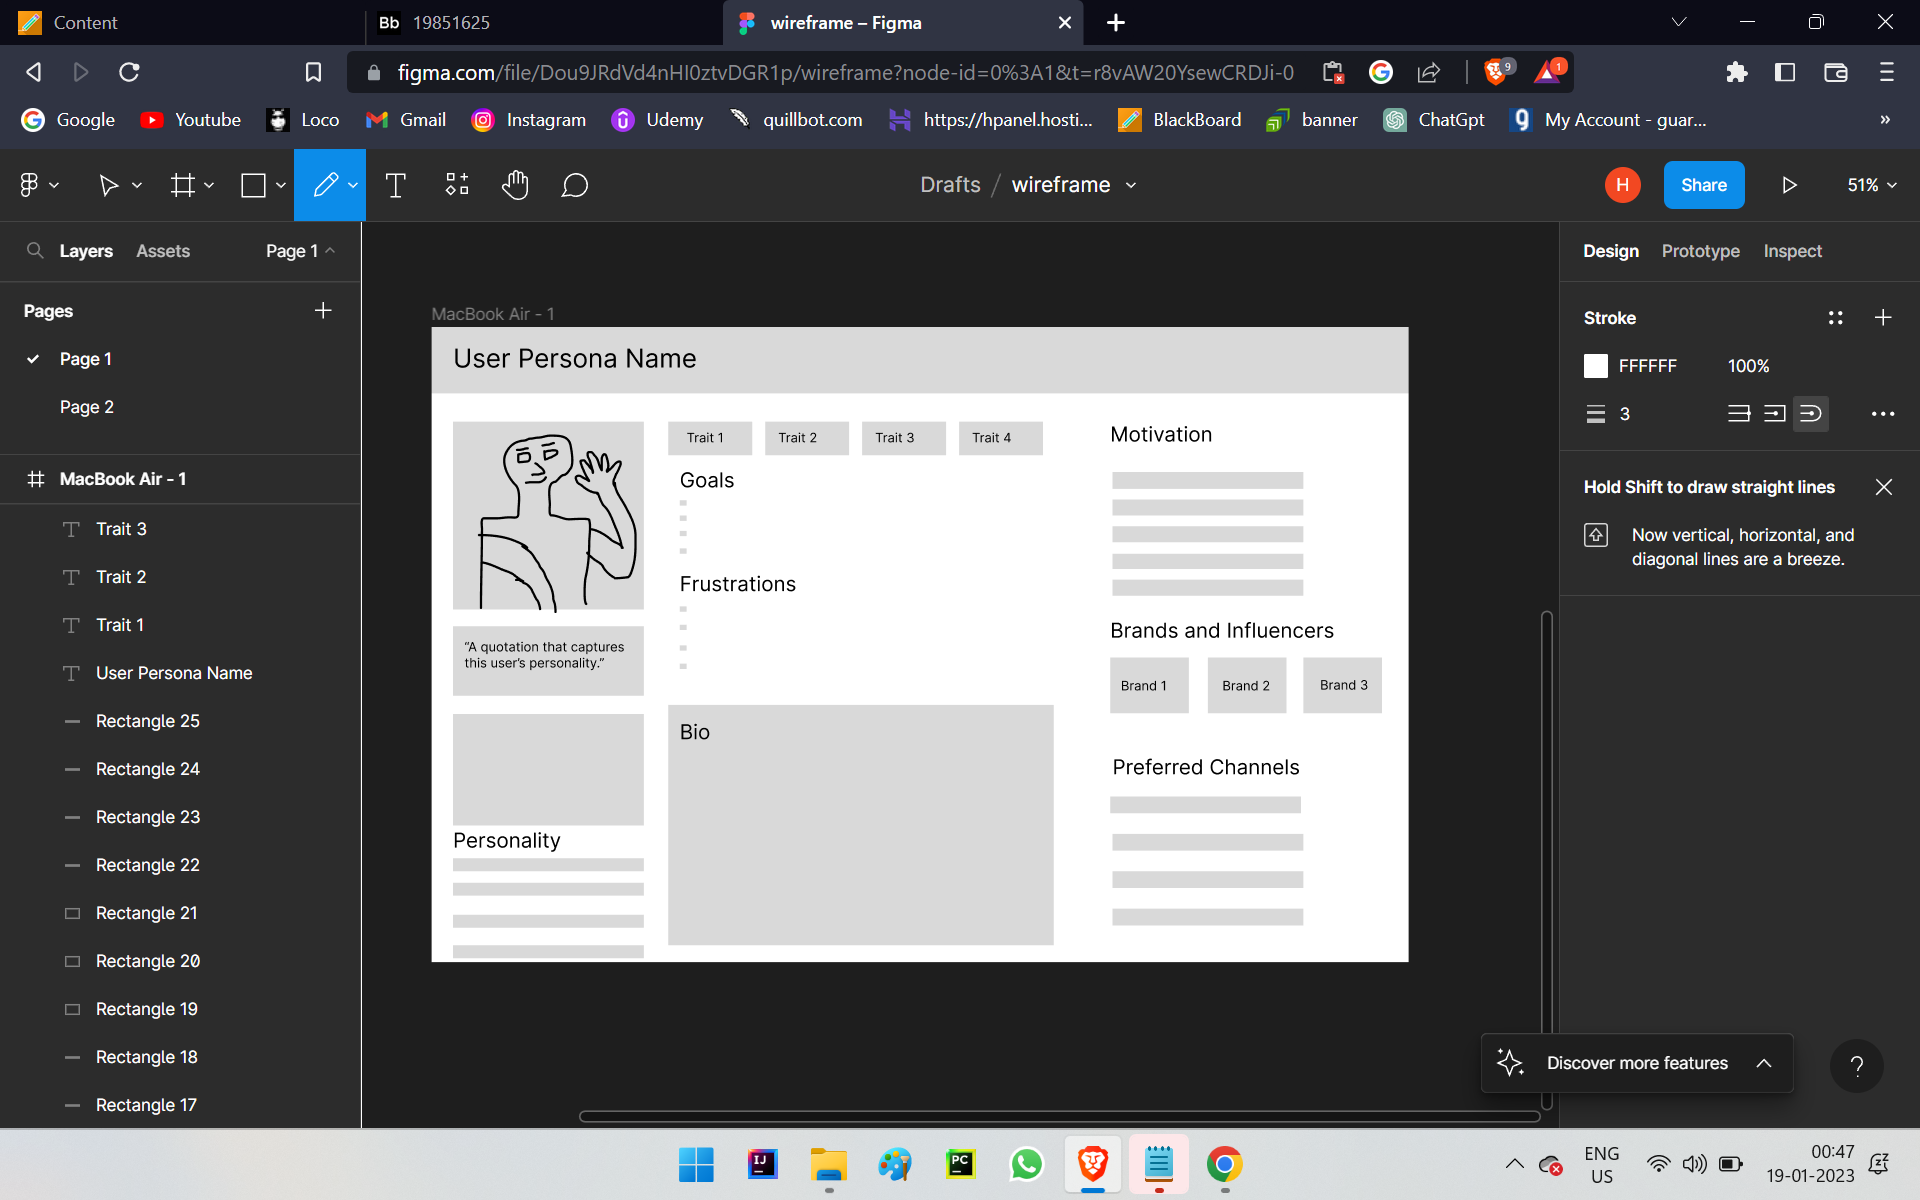 Content
Bb 19851625
wireframe – Figma
figma.com/file/Dou9JRdVd4nHI0ztvDGR1p/wireframe?node-id=0%3A1&t=r8vAW20YsewCRDJi-0
9
1
Google
Youtube
Loco
Gmail
Instagram
Udemy
quillbot.com
https://hpanel.hosti...
BlackBoard
banner
ChatGpt
My Account - guar...
»
Drafts / wireframe
H
Share
51%
Layers
Assets
Page 1
Pages
Page 1
Page 2
MacBook Air - 1
Trait 3
Trait 2
Trait 1
User Persona Name
Rectangle 25
Rectangle 24
Rectangle 23
Rectangle 22
Rectangle 21
Rectangle 20
Rectangle 19
Rectangle 18
Rectangle 17
MacBook Air - 1
User Persona Name
Trait 1
Trait 2
Trait 3
Trait 4
Goals
Frustrations
“A quotation that captures
this user’s personality.”
Bio
Personality
Motivation
Brands and Influencers
Brand 1
Brand 2
Brand 3
Preferred Channels
Design
Prototype
Inspect
Stroke
FFFFFF
100%
3
Hold Shift to draw straight lines
Now vertical, horizontal, and
diagonal lines are a breeze.
Discover more features
?
IJ
PC
ENG
US
00:47
19-01-2023